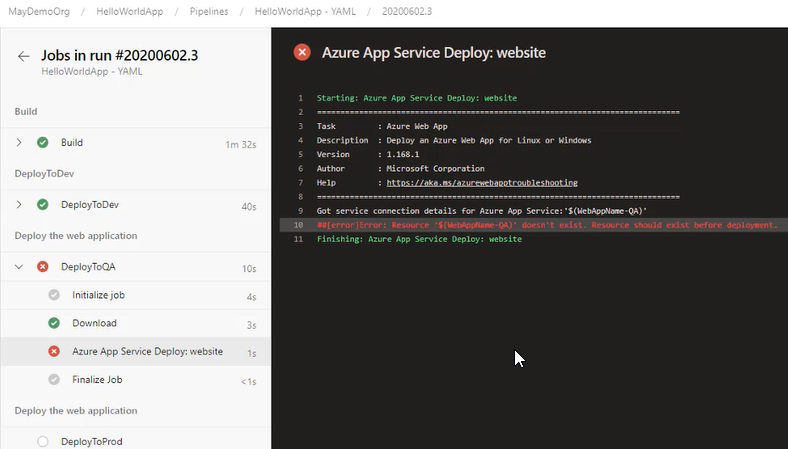 MayDemoOrg / HelloWorldApp / Pipelines / HelloWorldApp - YAML / 20200602.3
Jobs in run #20200602.3
HelloWorldApp - YAML
Build
Build 1m 32s
DeployToDev
DeployToDev 40s
Deploy the web application
DeployToQA 10s
Initialize job 4s
Download 3s
Azure App Service Deploy: website 1s
Finalize Job <1s
Deploy the web application
DeployToProd
Azure App Service Deploy: website
1 Starting: Azure App Service Deploy: website
2 ==============================================================================
3 Task : Azure Web App
4 Description : Deploy an Azure Web App for Linux or Windows
5 Version : 1.168.1
6 Author : Microsoft Corporation
7 Help : https://aka.ms/azurewebapptroubleshooting
8 ==============================================================================
9 Got service connection details for Azure App Service:'$(WebAppName-QA)'
10 ##[error]Error: Resource '$(WebAppName-QA)' doesn't exist. Resource should exist before deployment.
11 Finishing: Azure App Service Deploy: website